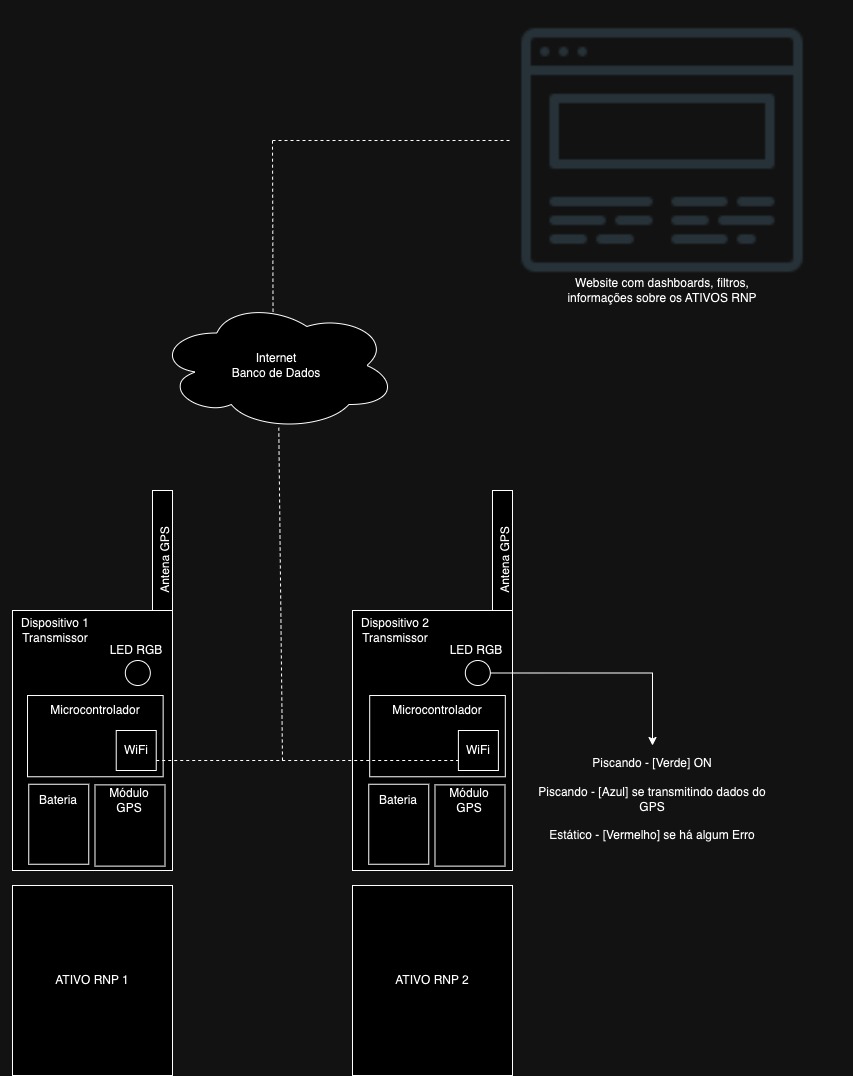 Website com dashboards, filtros,
informações sobre os ATIVOS RNP
Internet
Banco de Dados
Antena GPS
Dispositivo 1
Transmissor
LED RGB
Microcontrolador
WiFi
Bateria
Módulo
GPS
ATIVO RNP 1
Antena GPS
Dispositivo 2
Transmissor
LED RGB
Microcontrolador
WiFi
Bateria
Módulo
GPS
ATIVO RNP 2
Piscando - [Verde] ON
Piscando - [Azul] se transmitindo dados do
GPS
Estático - [Vermelho] se há algum Erro